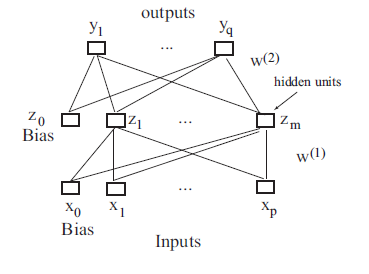 outputs
y1 ... yq
w(2)
hidden units
z0 z1 ... zm
Bias
w(1)
...
x0 x1 xp
Bias
Inputs